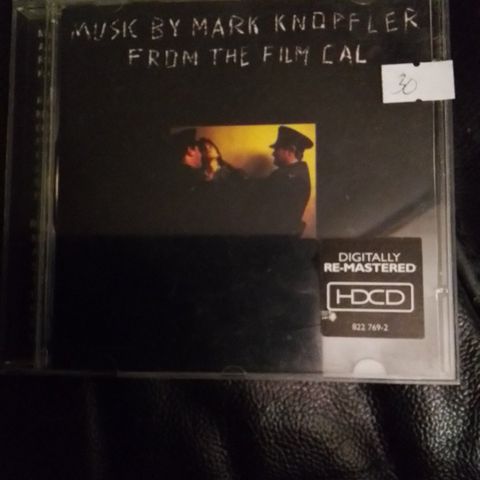 MUSIC BY MARK KNOPFLER
FROM THE FILM CAL
30
DIGITALLY
RE-MASTERED
HDCD
822 769-2